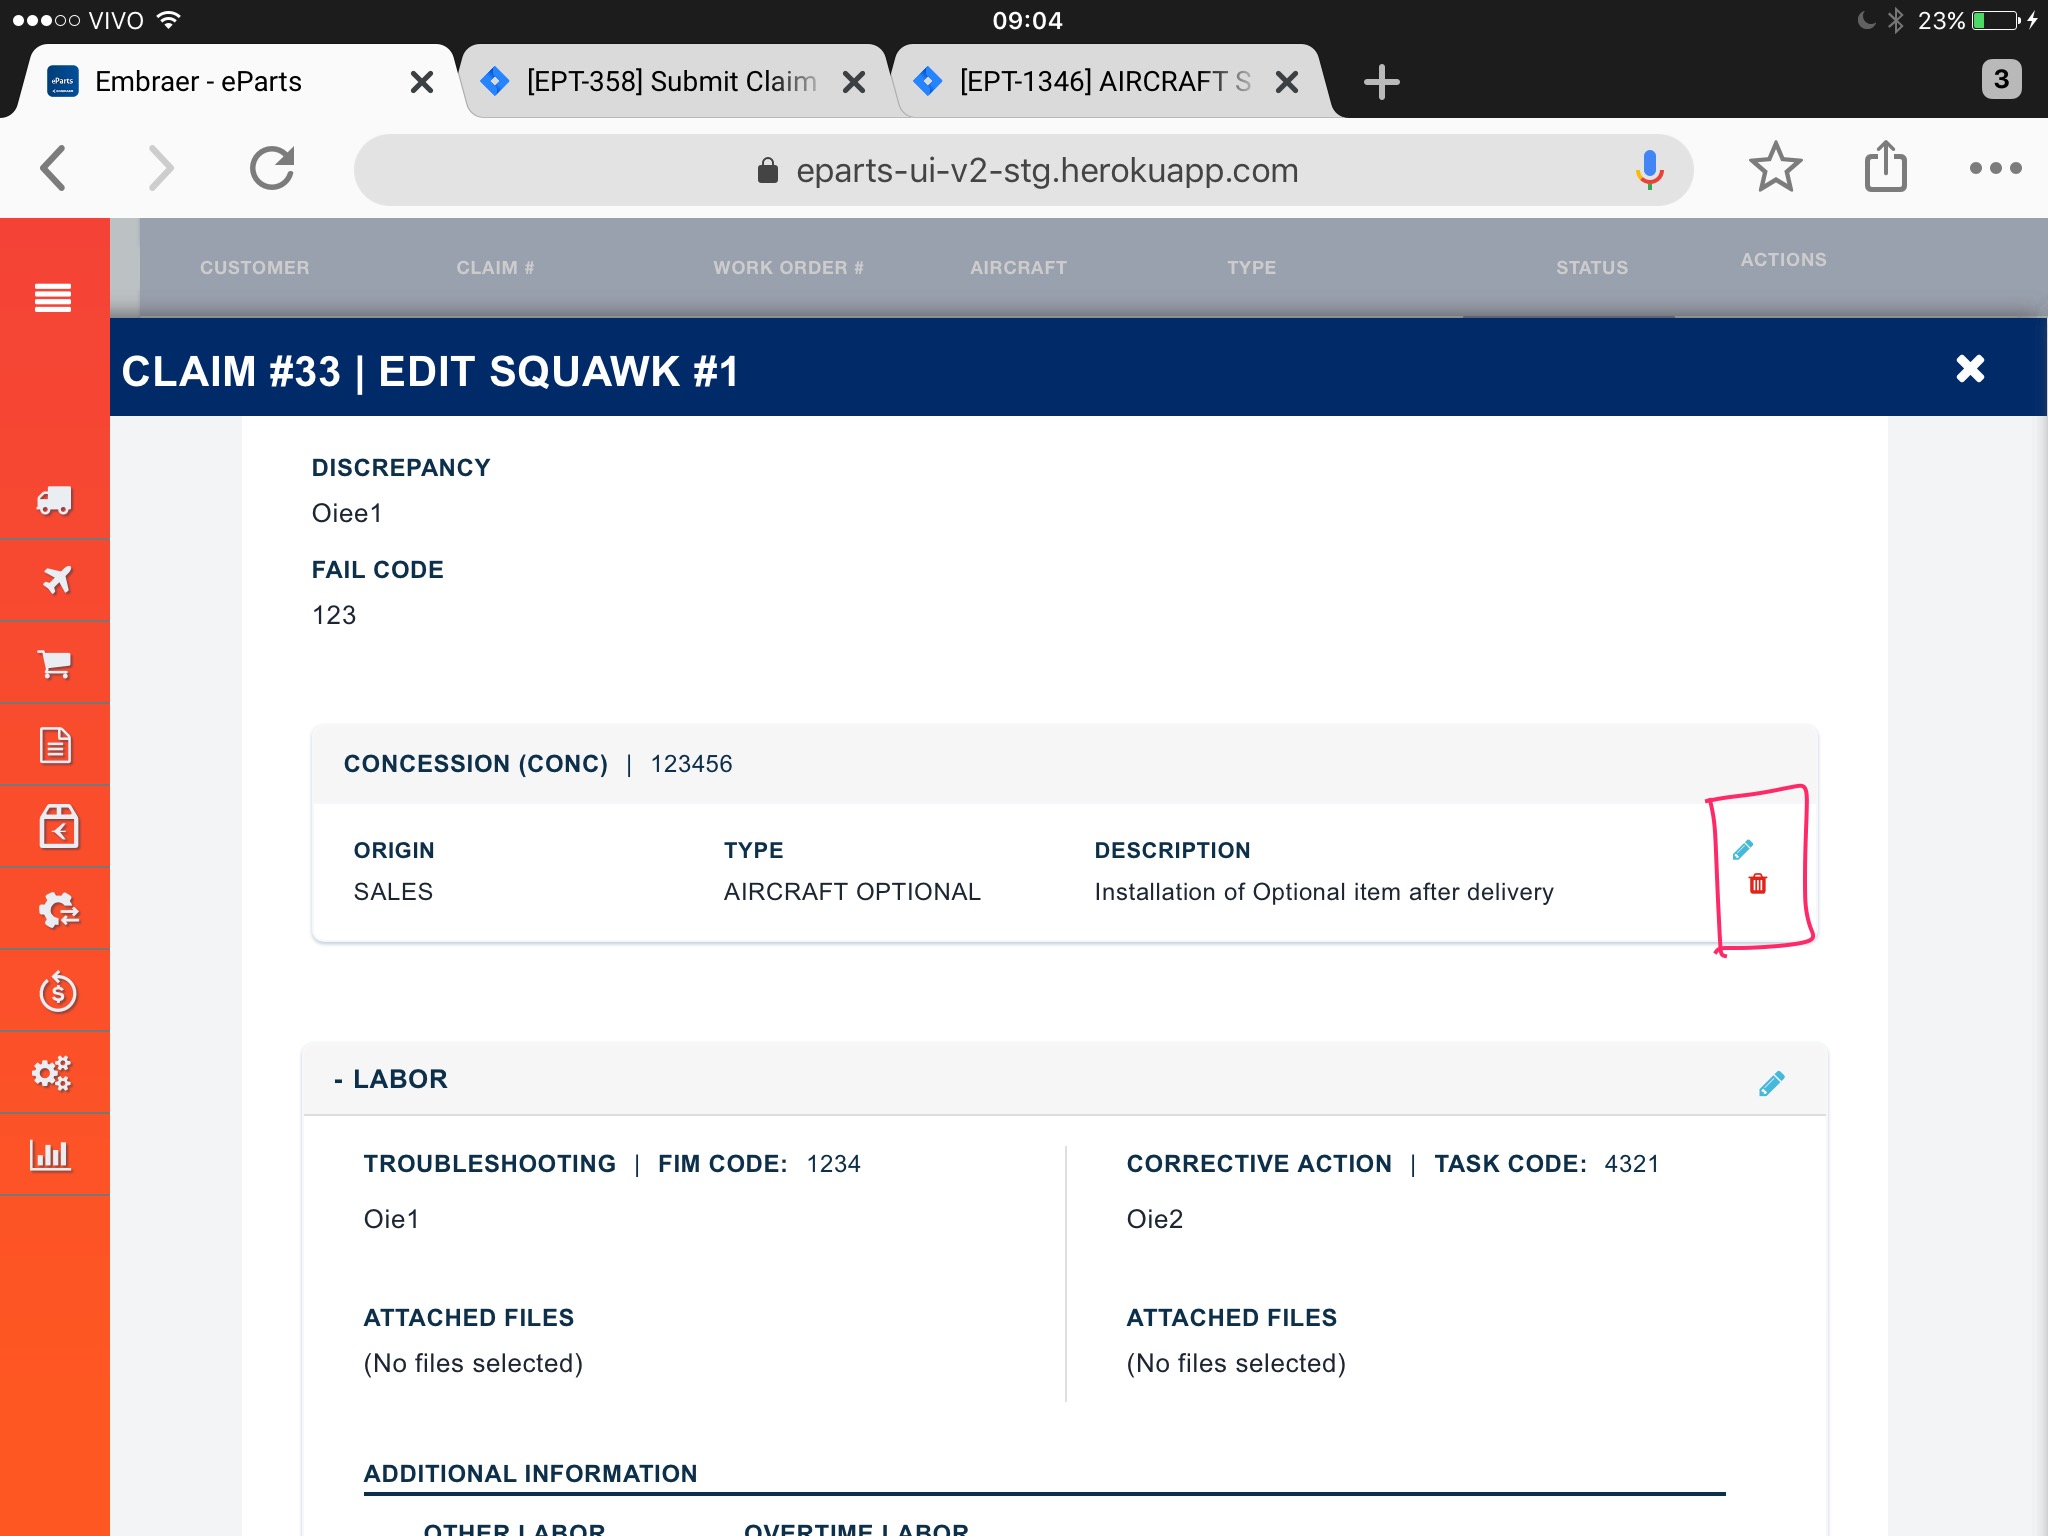 VIVO 09:04 23%
Embraer - eParts [EPT-358] Submit Claim [EPT-1346] AIRCRAFT S 3
eparts-ui-v2-stg.herokuapp.com
CUSTOMER CLAIM # WORK ORDER # AIRCRAFT TYPE STATUS ACTIONS
CLAIM #33 | EDIT SQUAWK #1
DISCREPANCY
Oiee1
FAIL CODE
123
CONCESSION (CONC) | 123456
ORIGIN TYPE DESCRIPTION
SALES AIRCRAFT OPTIONAL Installation of Optional item after delivery
- LABOR
TROUBLESHOOTING | FIM CODE: 1234 CORRECTIVE ACTION | TASK CODE: 4321
Oie1 Oie2
ATTACHED FILES ATTACHED FILES
(No files selected) (No files selected)
ADDITIONAL INFORMATION
OTHER LABOR OVERTIME LABOR